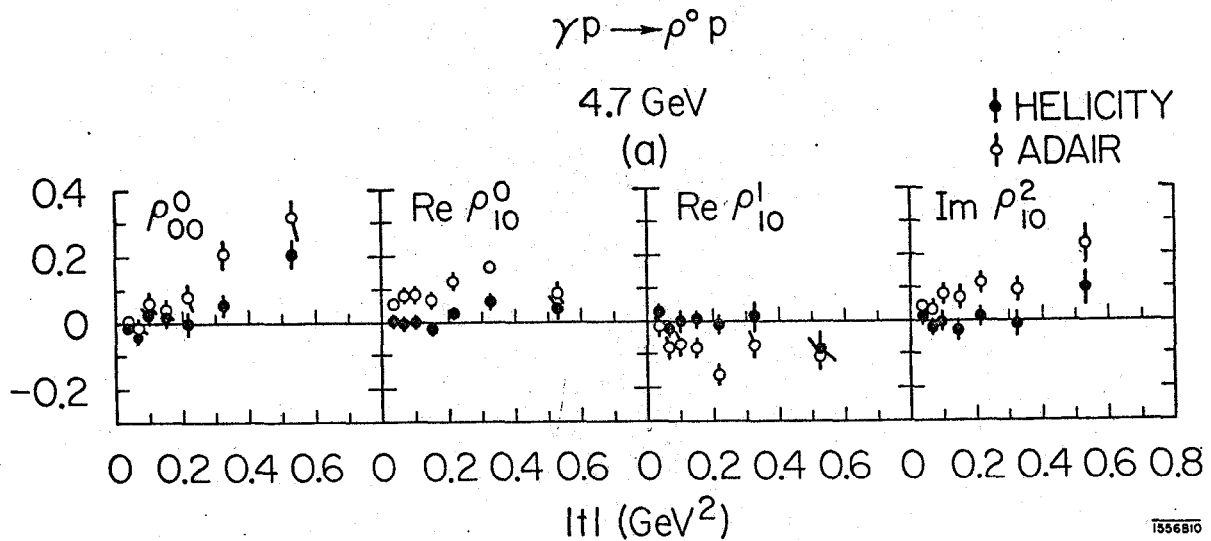 γp → ρ⁰ p
4.7 GeV
(a)
HELICITY
ADAIR
ρ⁰₀₀
Re ρ⁰₁₀
Re ρ¹₁₀
Im ρ²₁₀
0.4
0.2
0
-0.2
0 0.2 0.4 0.6 0 0.2 0.4 0.6 0 0.2 0.4 0.6 0 0.2 0.4 0.6 0.8
|t| (GeV²)
1556B10